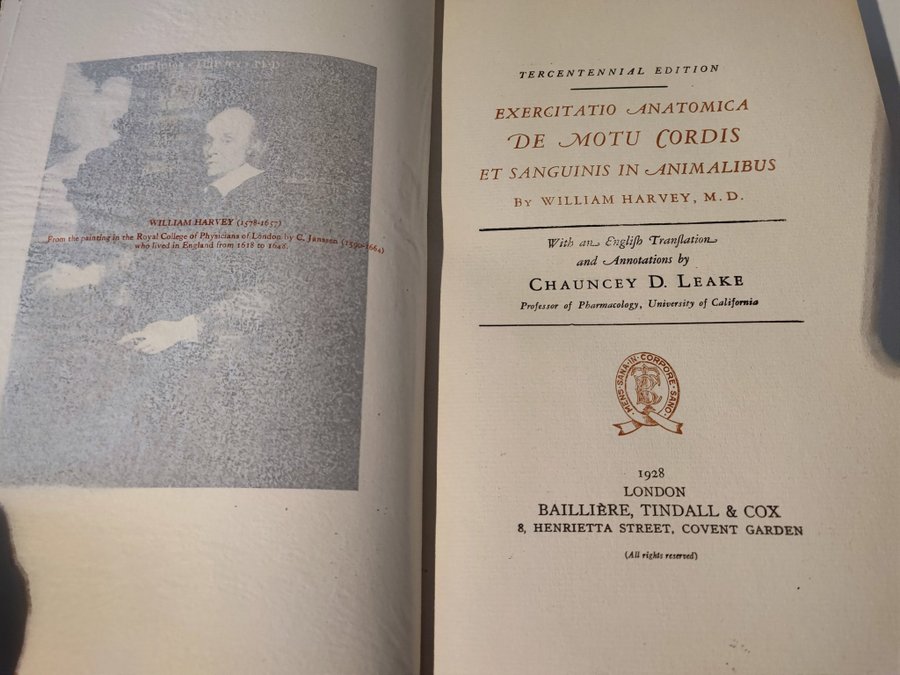 WILLIAM HARVEY (1578-1657)
From the painting in the Royal College of Physicians of London by C. Janssen (1590-1664)
who lived in England from 1618 to 1648.
TERCENTENNIAL EDITION
EXERCITATIO ANATOMICA
DE MOTU CORDIS
ET SANGUINIS IN ANIMALIBUS
BY WILLIAM HARVEY, M.D.
With an Engliſh Tranſlation
and Annotations by
CHAUNCEY D. LEAKE
Professor of Pharmacology, University of California
MENS·SANA·IN·CORPORE·SANO
1928
LONDON
BAILLIÈRE, TINDALL & COX
8, HENRIETTA STREET, COVENT GARDEN
(All rights reserved)